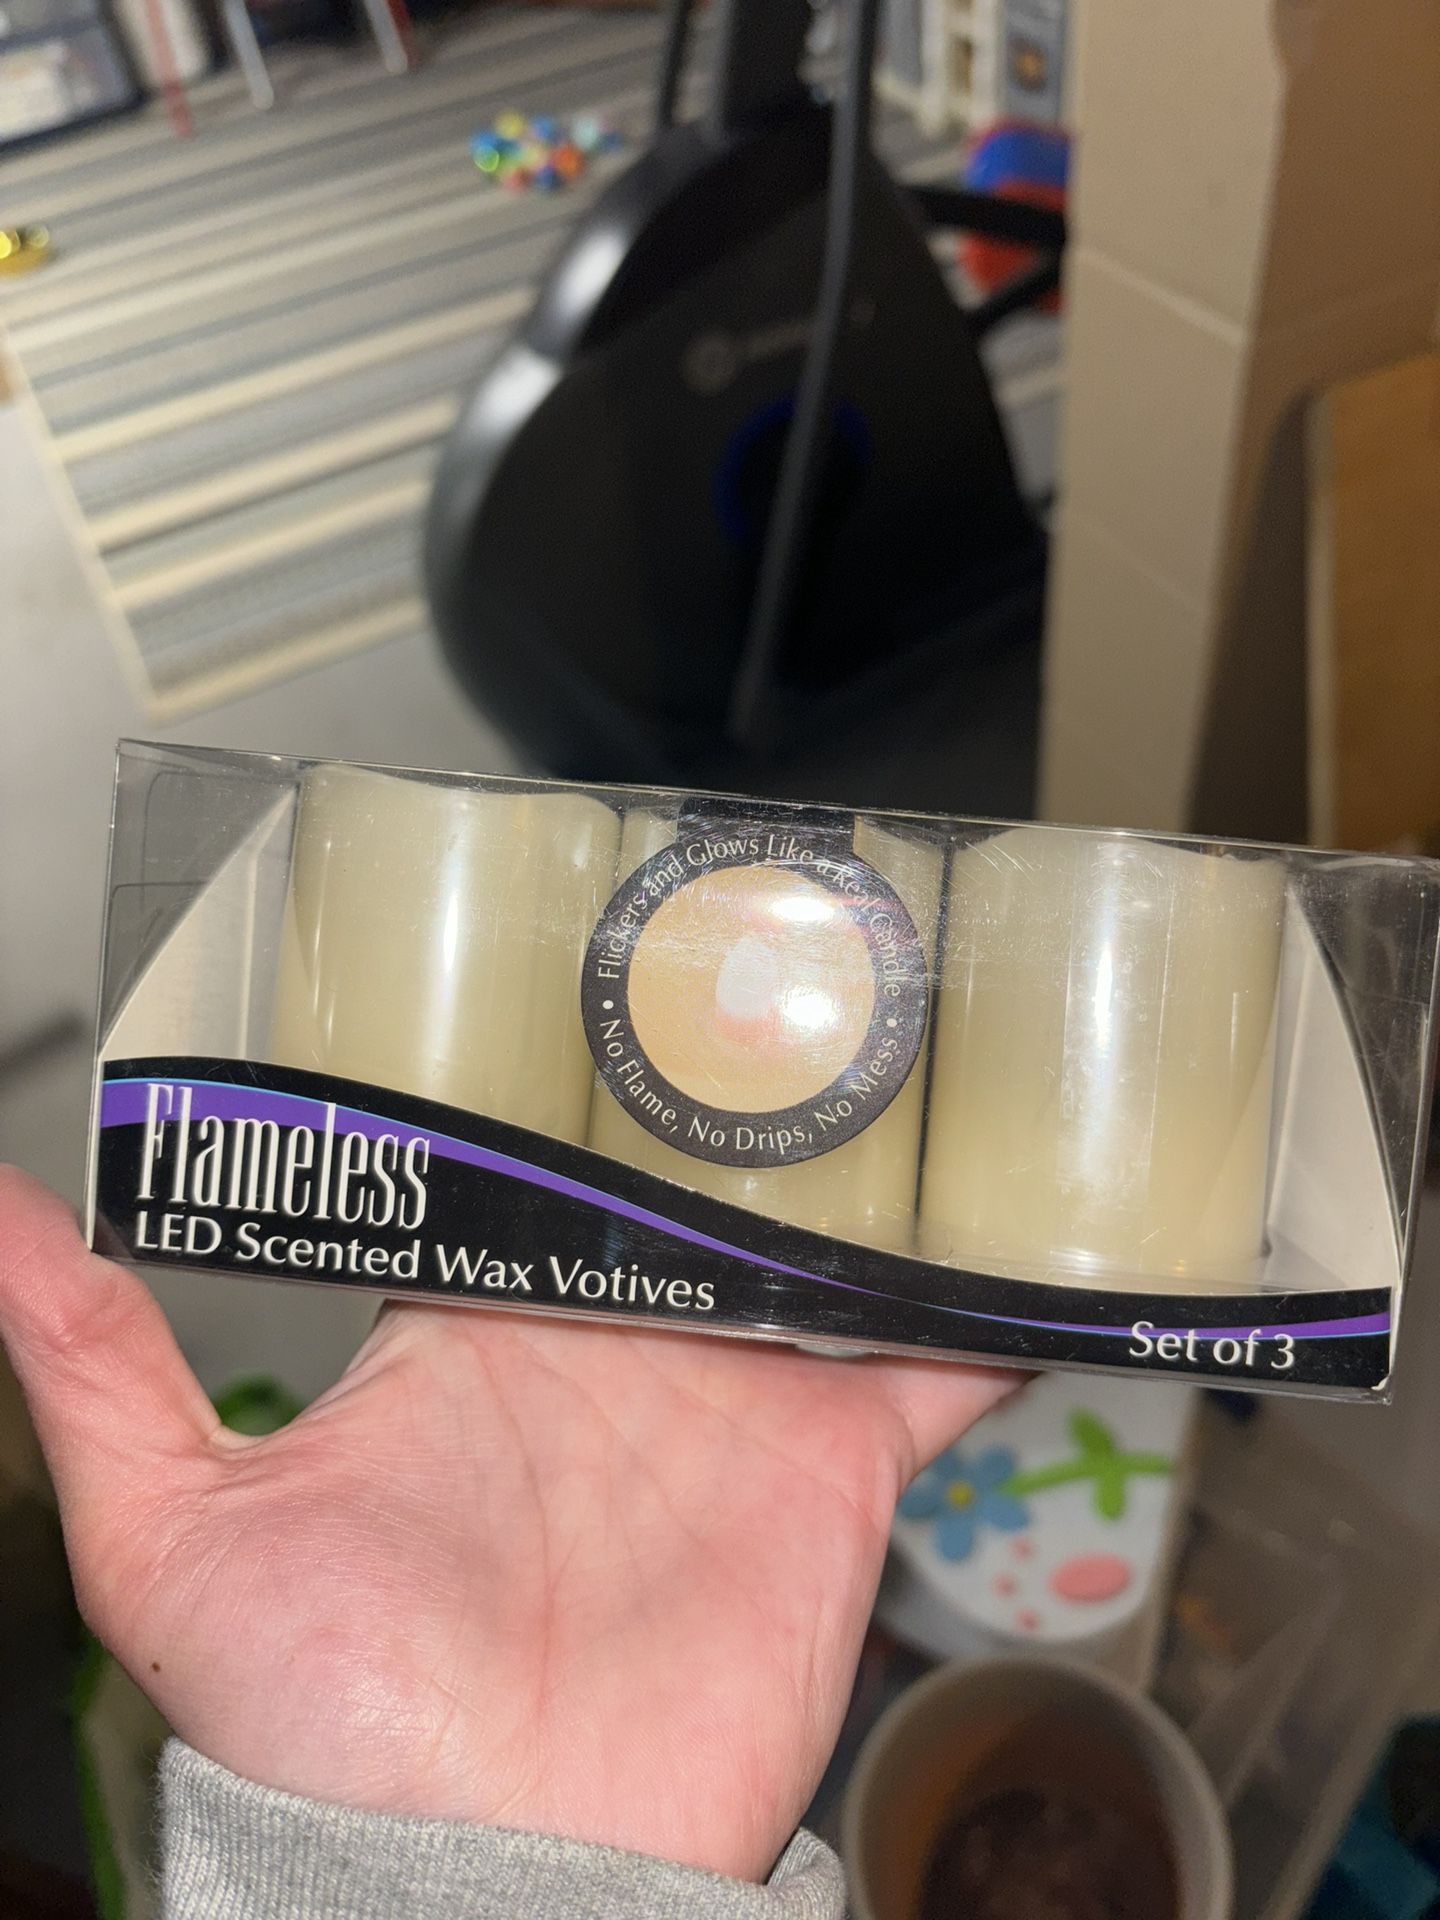 Flickers and Glows Like a Real Candle
• No Flame, No Drips, No Mess •
Flameless
LED Scented Wax Votives
Set of 3